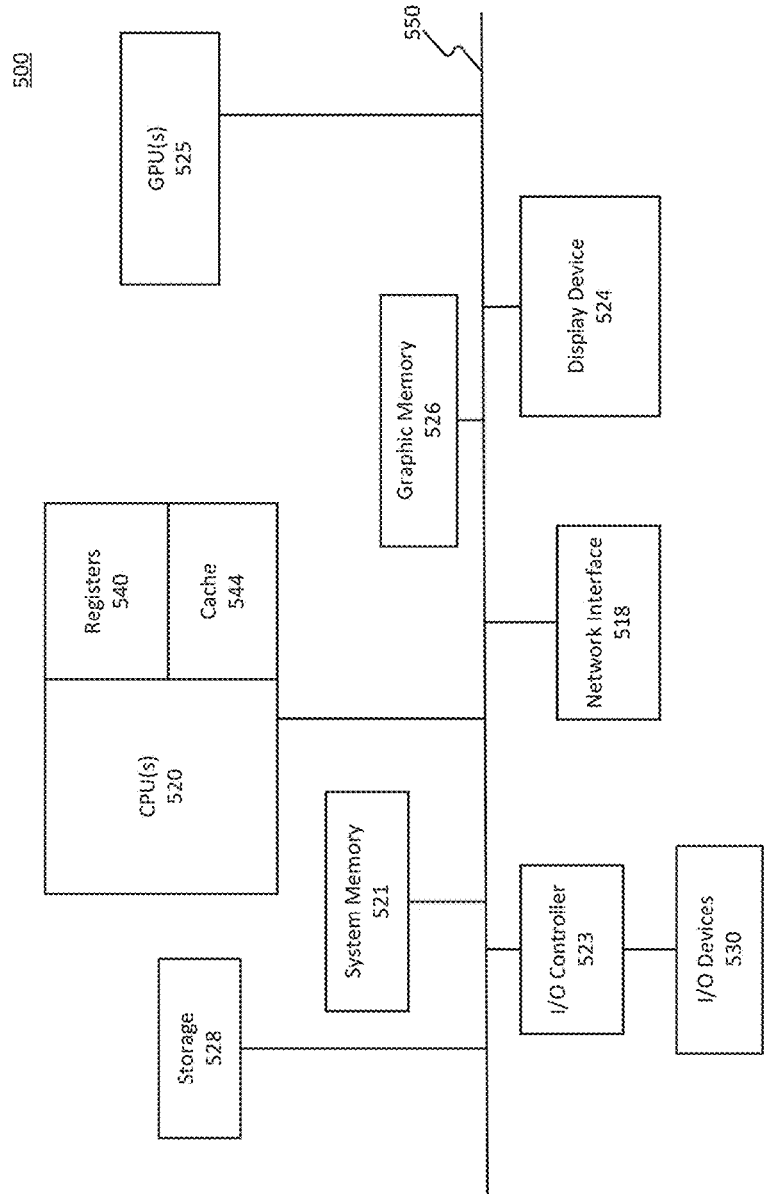 500
CPU(s)
520
Registers
540
Cache
544
GPU(s)
525
Storage
528
System Memory
521
Graphic Memory
526
550
I/O Controller
523
Network Interface
518
Display Device
524
I/O Devices
530